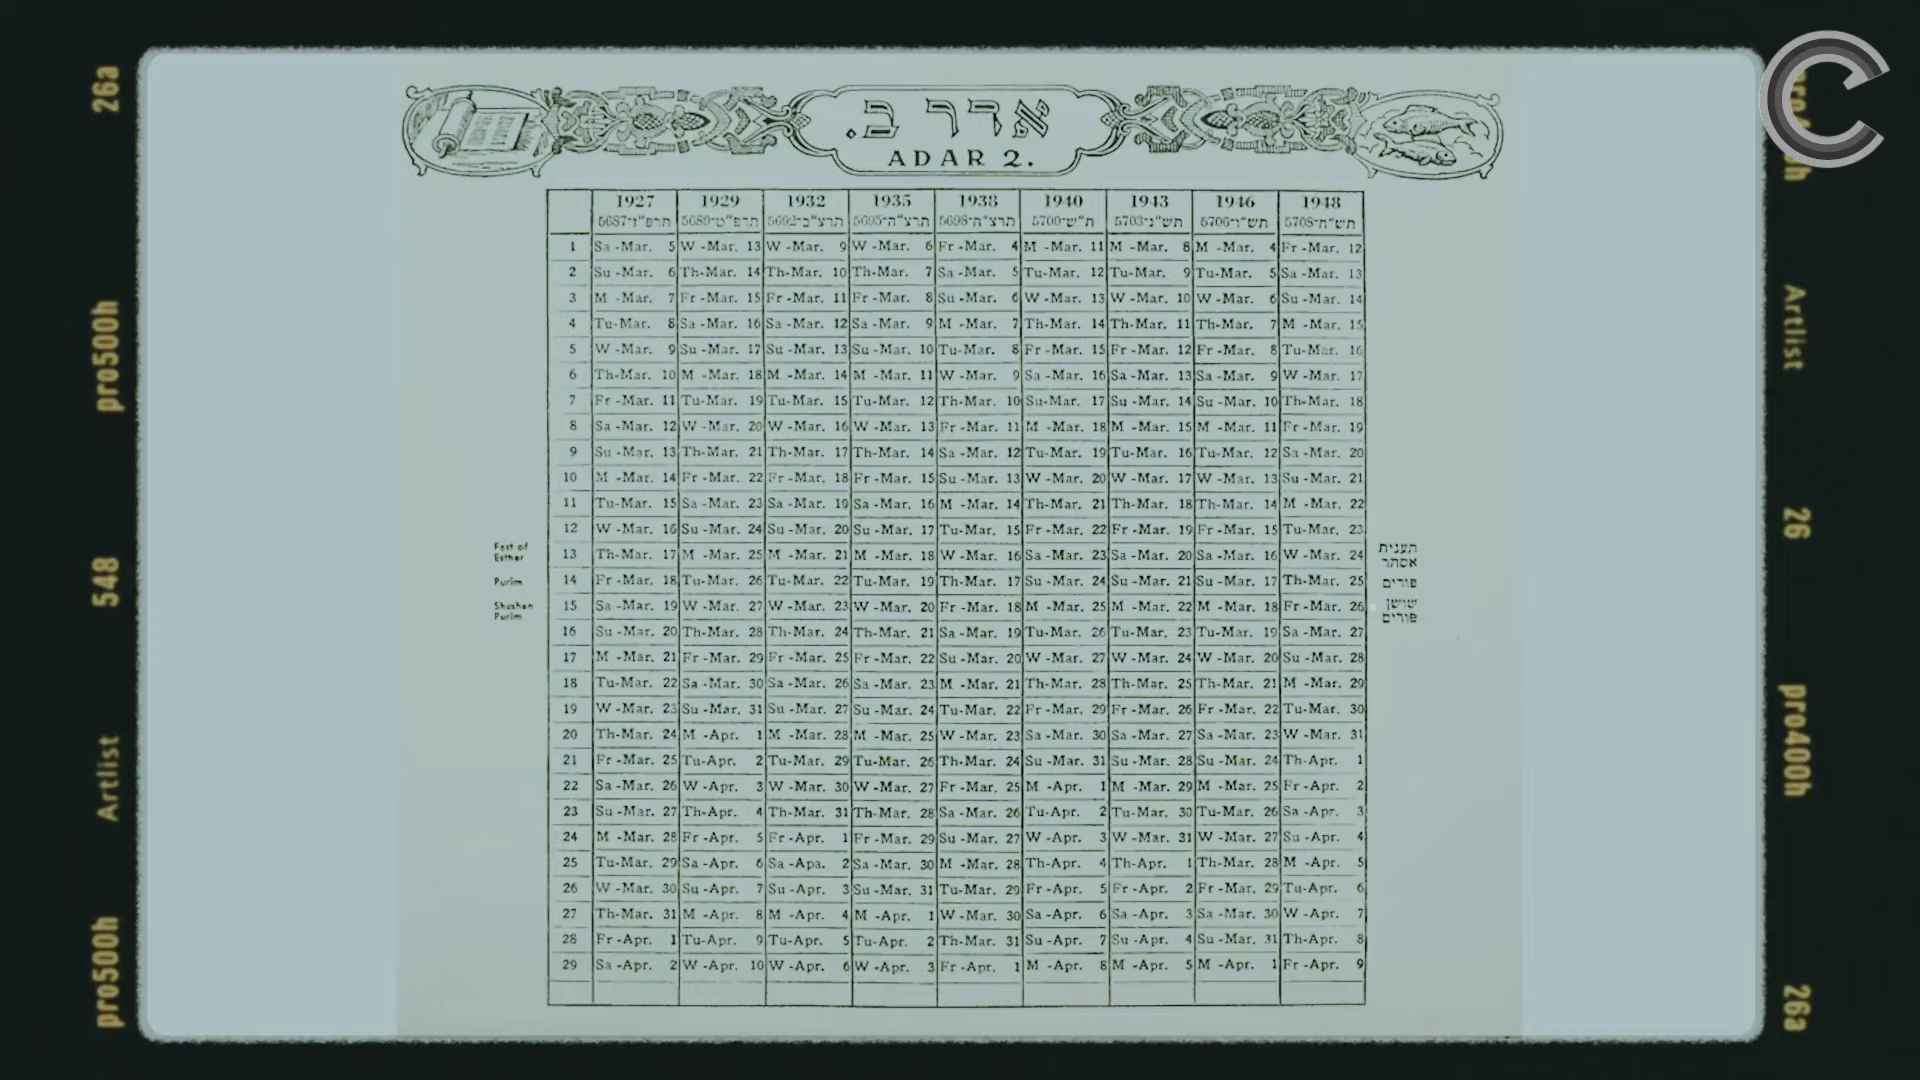 אדר ב.
ADAR 2.
1927 1929 1932 1935 1938 1940 1943 1946 1948
5687-תרפ"ז 5689-תרפ"ט 5692-תרצ"ב 5695-תרצ"ה 5698-תרצ"ח 5700-ת"ש 5703-תש"ג 5706-תש"ו 5708-תש"ח
1 Sa-Mar. 5 W-Mar. 13 W-Mar. 9 W-Mar. 6 Fr-Mar. 4 M-Mar. 11 M-Mar. 8 M-Mar. 4 Fr-Mar. 12
2 Su-Mar. 6 Th-Mar. 14 Th-Mar. 10 Th-Mar. 7 Sa-Mar. 5 Tu-Mar. 12 Tu-Mar. 9 Tu-Mar. 5 Sa-Mar. 13
3 M-Mar. 7 Fr-Mar. 15 Fr-Mar. 11 Fr-Mar. 8 Su-Mar. 6 W-Mar. 13 W-Mar. 10 W-Mar. 6 Su-Mar. 14
4 Tu-Mar. 8 Sa-Mar. 16 Sa-Mar. 12 Sa-Mar. 9 M-Mar. 7 Th-Mar. 14 Th-Mar. 11 Th-Mar. 7 M-Mar. 15
5 W-Mar. 9 Su-Mar. 17 Su-Mar. 13 Su-Mar. 10 Tu-Mar. 8 Fr-Mar. 15 Fr-Mar. 12 Fr-Mar. 8 Tu-Mar. 16
6 Th-Mar. 10 M-Mar. 18 M-Mar. 14 M-Mar. 11 W-Mar. 9 Sa-Mar. 16 Sa-Mar. 13 Sa-Mar. 9 W-Mar. 17
7 Fr-Mar. 11 Tu-Mar. 19 Tu-Mar. 15 Tu-Mar. 12 Th-Mar. 10 Su-Mar. 17 Su-Mar. 14 Su-Mar. 10 Th-Mar. 18
8 Sa-Mar. 12 W-Mar. 20 W-Mar. 16 W-Mar. 13 Fr-Mar. 11 M-Mar. 18 M-Mar. 15 M-Mar. 11 Fr-Mar. 19
9 Su-Mar. 13 Th-Mar. 21 Th-Mar. 17 Th-Mar. 14 Sa-Mar. 12 Tu-Mar. 19 Tu-Mar. 16 Tu-Mar. 12 Sa-Mar. 20
10 M-Mar. 14 Fr-Mar. 22 Fr-Mar. 18 Fr-Mar. 15 Su-Mar. 13 W-Mar. 20 W-Mar. 17 W-Mar. 13 Su-Mar. 21
11 Tu-Mar. 15 Sa-Mar. 23 Sa-Mar. 19 Sa-Mar. 16 M-Mar. 14 Th-Mar. 21 Th-Mar. 18 Th-Mar. 14 M-Mar. 22
12 W-Mar. 16 Su-Mar. 24 Su-Mar. 20 Su-Mar. 17 Tu-Mar. 15 Fr-Mar. 22 Fr-Mar. 19 Fr-Mar. 15 Tu-Mar. 23
Fast of Esther 13 Th-Mar. 17 M-Mar. 25 M-Mar. 21 M-Mar. 18 W-Mar. 16 Sa-Mar. 23 Sa-Mar. 20 Sa-Mar. 16 W-Mar. 24 תענית אסתר
Purim 14 Fr-Mar. 18 Tu-Mar. 26 Tu-Mar. 22 Tu-Mar. 19 Th-Mar. 17 Su-Mar. 24 Su-Mar. 21 Su-Mar. 17 Th-Mar. 25 פורים
Shushan Purim 15 Sa-Mar. 19 W-Mar. 27 W-Mar. 23 W-Mar. 20 Fr-Mar. 18 M-Mar. 25 M-Mar. 22 M-Mar. 18 Fr-Mar. 26 שושן פורים
16 Su-Mar. 20 Th-Mar. 28 Th-Mar. 24 Th-Mar. 21 Sa-Mar. 19 Tu-Mar. 26 Tu-Mar. 23 Tu-Mar. 19 Sa-Mar. 27
17 M-Mar. 21 Fr-Mar. 29 Fr-Mar. 25 Fr-Mar. 22 Su-Mar. 20 W-Mar. 27 W-Mar. 24 W-Mar. 20 Su-Mar. 28
18 Tu-Mar. 22 Sa-Mar. 30 Sa-Mar. 26 Sa-Mar. 23 M-Mar. 21 Th-Mar. 28 Th-Mar. 25 Th-Mar. 21 M-Mar. 29
19 W-Mar. 23 Su-Mar. 31 Su-Mar. 27 Su-Mar. 24 Tu-Mar. 22 Fr-Mar. 29 Fr-Mar. 26 Fr-Mar. 22 Tu-Mar. 30
20 Th-Mar. 24 M-Apr. 1 M-Mar. 28 M-Mar. 25 W-Mar. 23 Sa-Mar. 30 Sa-Mar. 27 Sa-Mar. 23 W-Mar. 31
21 Fr-Mar. 25 Tu-Apr. 2 Tu-Mar. 29 Tu-Mar. 26 Th-Mar. 24 Su-Mar. 31 Su-Mar. 28 Su-Mar. 24 Th-Apr. 1
22 Sa-Mar. 26 W-Apr. 3 W-Mar. 30 W-Mar. 27 Fr-Mar. 25 M-Apr. 1 M-Mar. 29 M-Mar. 25 Fr-Apr. 2
23 Su-Mar. 27 Th-Apr. 4 Th-Mar. 31 Th-Mar. 28 Sa-Mar. 26 Tu-Apr. 2 Tu-Mar. 30 Tu-Mar. 26 Sa-Apr. 3
24 M-Mar. 28 Fr-Apr. 5 Fr-Apr. 1 Fr-Mar. 29 Su-Mar. 27 W-Apr. 3 W-Mar. 31 W-Mar. 27 Su-Apr. 4
25 Tu-Mar. 29 Sa-Apr. 6 Sa-Apa. 2 Sa-Mar. 30 M-Mar. 28 Th-Apr. 4 Th-Apr. 1 Th-Mar. 28 M-Apr. 5
26 W-Mar. 30 Su-Apr. 7 Su-Apr. 3 Su-Mar. 31 Tu-Mar. 29 Fr-Apr. 5 Fr-Apr. 2 Fr-Mar. 29 Tu-Apr. 6
27 Th-Mar. 31 M-Apr. 8 M-Apr. 4 M-Apr. 1 W-Mar. 30 Sa-Apr. 6 Sa-Apr. 3 Sa-Mar. 30 W-Apr. 7
28 Fr-Apr. 1 Tu-Apr. 9 Tu-Apr. 5 Tu-Apr. 2 Th-Mar. 31 Su-Apr. 7 Su-Apr. 4 Su-Mar. 31 Th-Apr. 8
29 Sa-Apr. 2 W-Apr. 10 W-Apr. 6 W-Apr. 3 Fr-Apr. 1 M-Apr. 8 M-Apr. 5 M-Apr. 1 Fr-Apr. 9
pro500h Artlist 548 pro500h 26a
pro400h Artlist 26 pro400h 26a